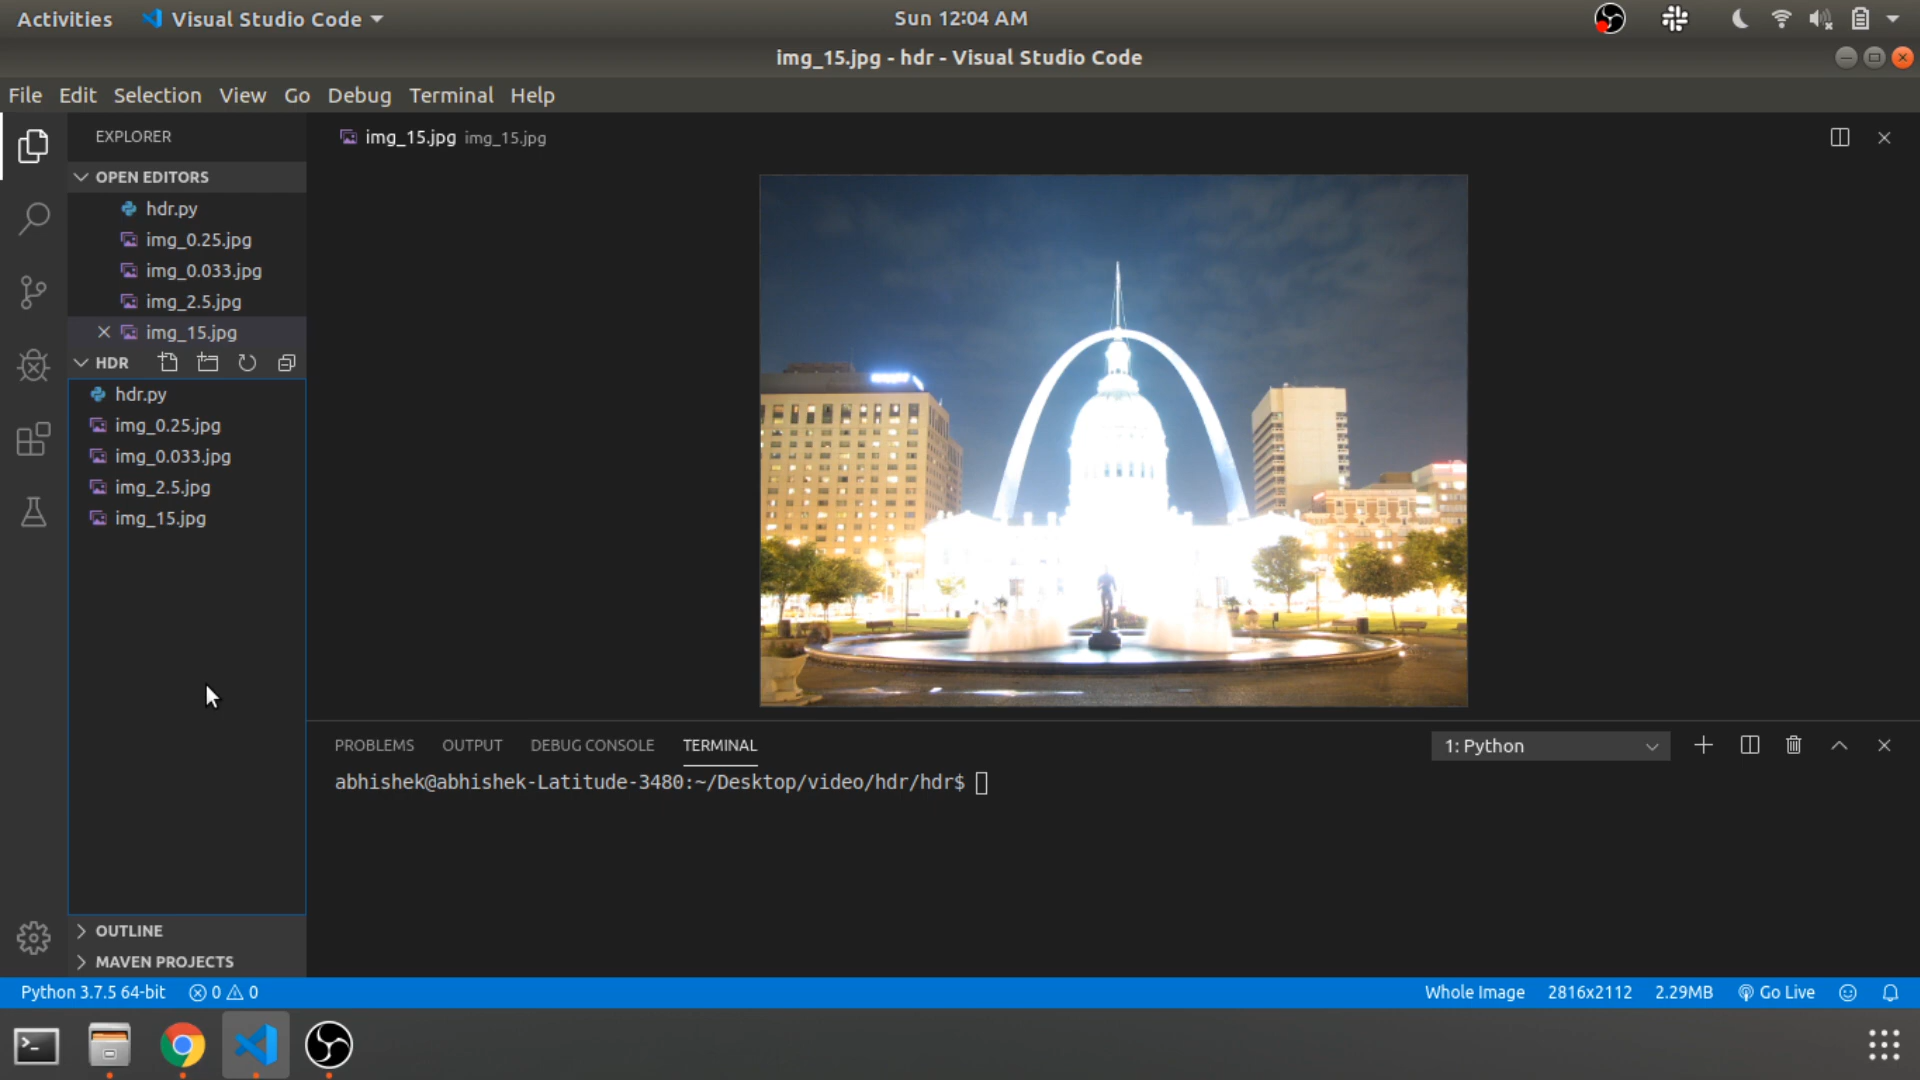 Activities Visual Studio Code Sun 12:04 AM
img_15.jpg - hdr - Visual Studio Code
File Edit Selection View Go Debug Terminal Help
EXPLORER
img_15.jpg img_15.jpg
OPEN EDITORS
hdr.py
img_0.25.jpg
img_0.033.jpg
img_2.5.jpg
img_15.jpg
HDR
hdr.py
img_0.25.jpg
img_0.033.jpg
img_2.5.jpg
img_15.jpg
PROBLEMS OUTPUT DEBUG CONSOLE TERMINAL 1: Python
abhishek@abhishek-Latitude-3480:~/Desktop/video/hdr/hdr$
OUTLINE
MAVEN PROJECTS
Python 3.7.5 64-bit 0 0 Whole Image 2816x2112 2.29MB Go Live